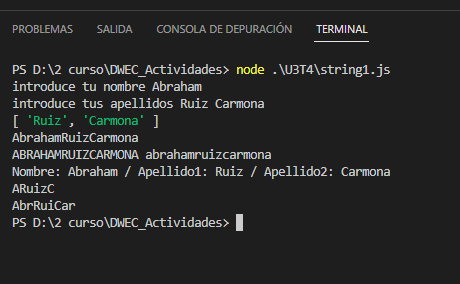 PROBLEMAS SALIDA CONSOLA DE DEPURACIÓN TERMINAL
PS D:\2 curso\DWEC_Actividades> node .\U3T4\string1.js
introduce tu nombre Abraham
introduce tus apellidos Ruiz Carmona
[ 'Ruiz', 'Carmona' ]
AbrahamRuizCarmona
ABRAHAMRUIZCARMONA abrahamruizcarmona
Nombre: Abraham / Apellido1: Ruiz / Apellido2: Carmona
ARuizC
AbrRuiCar
PS D:\2 curso\DWEC_Actividades>